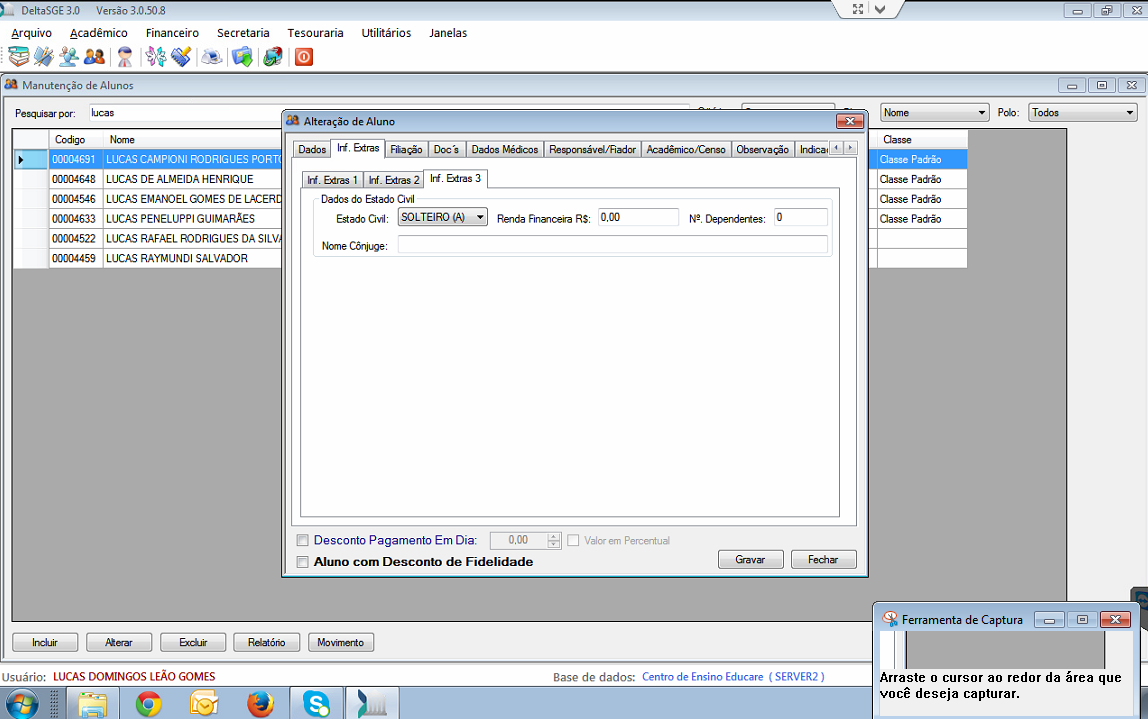 DeltaSGE 3.0 Versão 3.0.50.8
Arquivo Acadêmico Financeiro Secretaria Tesouraria Utilitários Janelas
Manutenção de Alunos
Pesquisar por: lucas Nome Polo: Todos
Codigo Nome Classe
00004691 LUCAS CAMPIONI RODRIGUES PORTO Classe Padrão
00004648 LUCAS DE ALMEIDA HENRIQUE Classe Padrão
00004546 LUCAS EMANOEL GOMES DE LACERD Classe Padrão
00004633 LUCAS PENELUPPI GUIMARÃES Classe Padrão
00004522 LUCAS RAFAEL RODRIGUES DA SILVA
00004459 LUCAS RAYMUNDI SALVADOR
Alteração de Aluno
Dados Inf. Extras Filiação Doc´s Dados Médicos Responsável/Fiador Acadêmico/Censo Observação Indica
Inf. Extras 1 Inf. Extras 2 Inf. Extras 3
Dados do Estado Civil
Estado Civil: SOLTEIRO (A) Renda Financeira R$: 0,00 Nº. Dependentes: 0
Nome Cônjuge:
Desconto Pagamento Em Dia: 0,00 Valor em Percentual
Aluno com Desconto de Fidelidade
Gravar Fechar
Incluir Alterar Excluir Relatório Movimento
Ferramenta de Captura
Arraste o cursor ao redor da área que
você deseja capturar.
Usuário: LUCAS DOMINGOS LEÃO GOMES Base de dados: Centro de Ensino Educare ( SERVER2 )